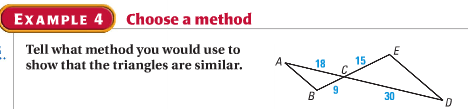 EXAMPLE 4 Choose a method
Tell what method you would use to
show that the triangles are similar.
A 18 C 15 E
B 9 30 D